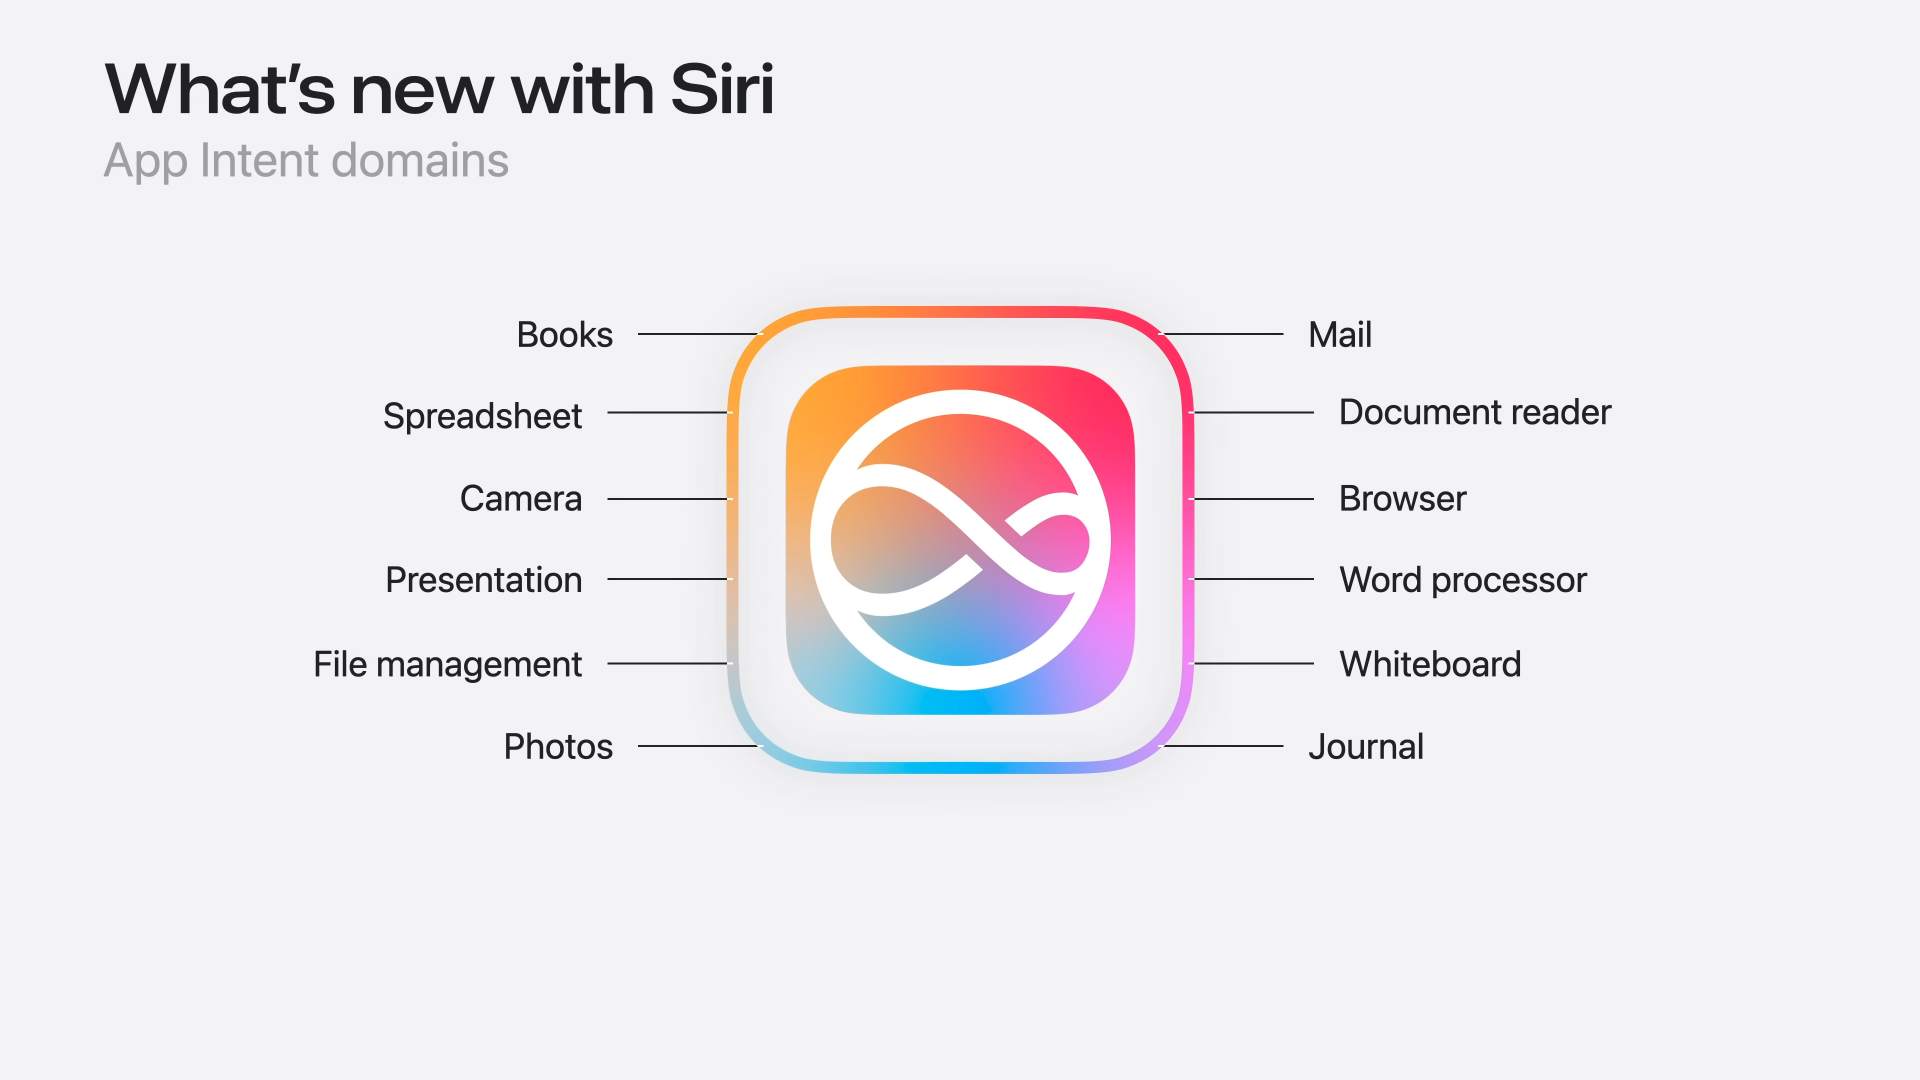 What’s new with Siri
App Intent domains
Books
Spreadsheet
Camera
Presentation
File management
Photos
Mail
Document reader
Browser
Word processor
Whiteboard
Journal